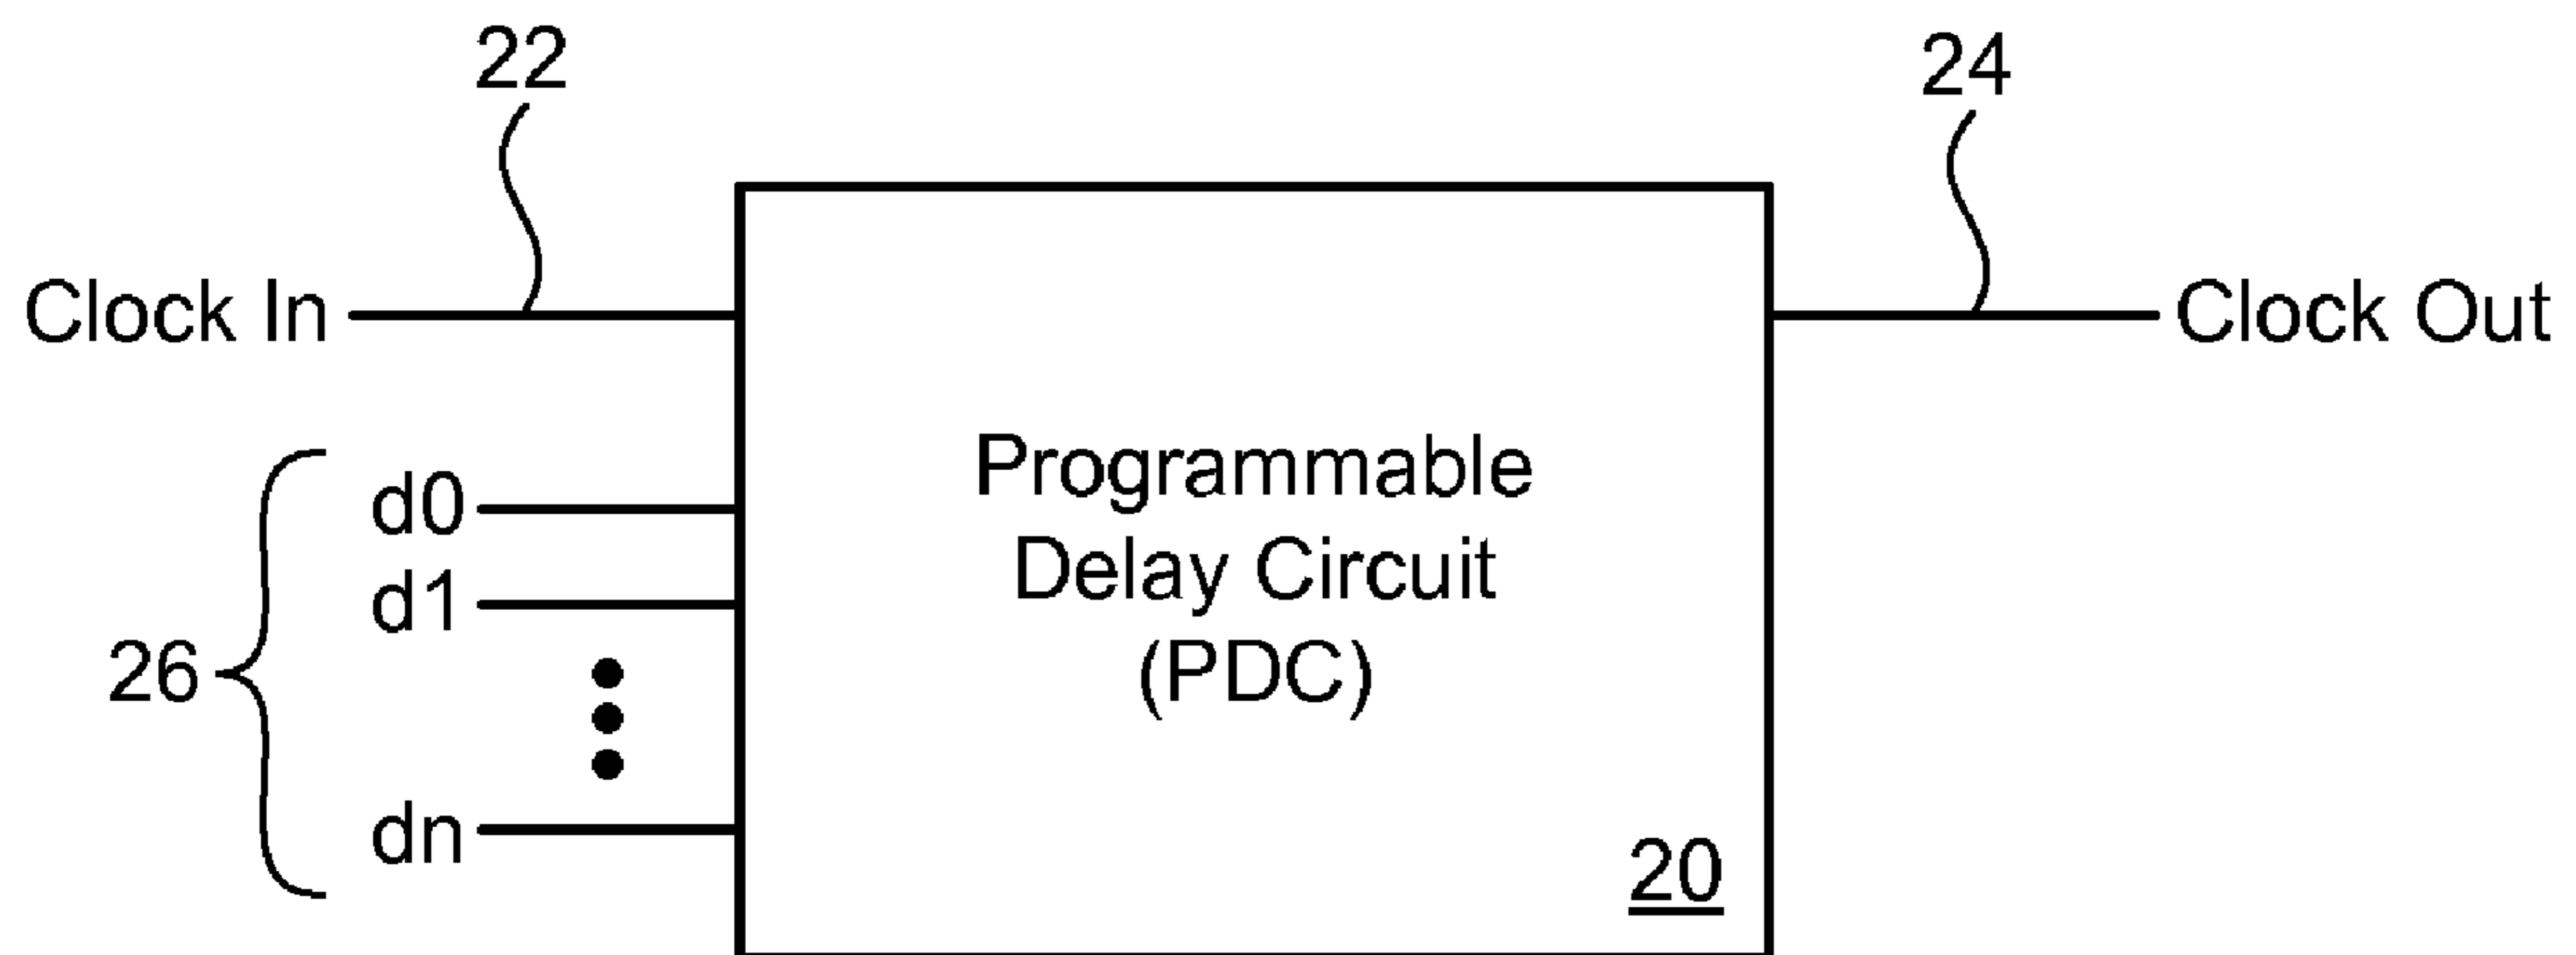 22
24
Clock In
Clock Out
d0
d1
26
dn
Programmable
Delay Circuit
(PDC)
20